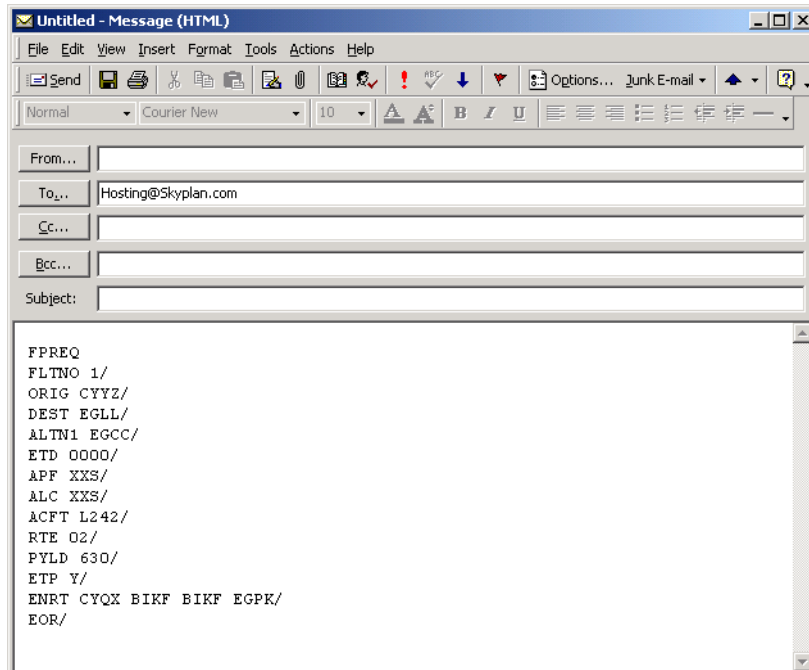 Untitled - Message (HTML)
File Edit View Insert Format Tools Actions Help
Send ABC Options... Junk E-mail
Normal Courier New 10 A A B I U
From...
To... Hosting@Skyplan.com
Cc...
Bcc...
Subject:
FPREQ
FLTNO 1/
ORIG CYYZ/
DEST EGLL/
ALTN1 EGCC/
ETD 0000/
APF XXS/
ALC XXS/
ACFT L242/
RTE 02/
PYLD 630/
ETP Y/
ENRT CYQX BIKF BIKF EGPK/
EOR/